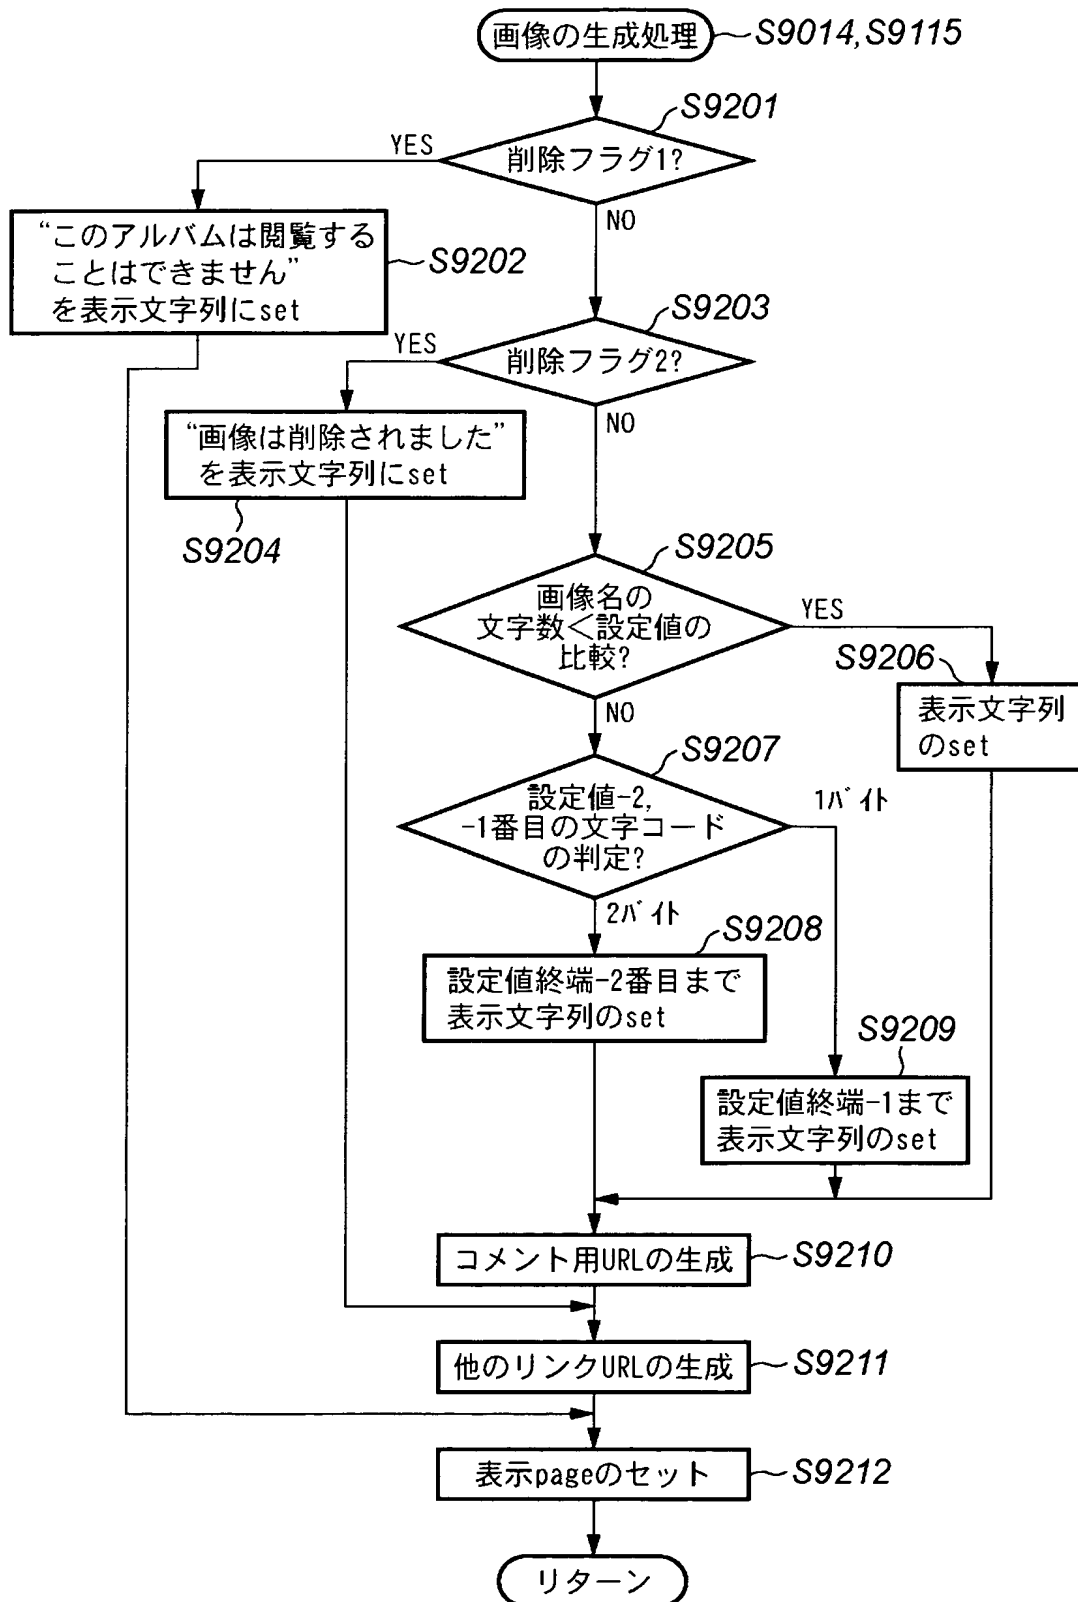 画像の生成処理
S9014,S9115
S9201
削除フラグ1?
YES
NO
“このアルバムは閲覧する
ことはできません”
を表示文字列にset
S9202
S9203
削除フラグ2?
YES
NO
“画像は削除されました”
を表示文字列にset
S9204
S9205
画像名の
文字数<設定値の
比較?
YES
NO
S9206
表示文字列
のset
S9207
設定値-2,
-1番目の文字コード
の判定?
1バイト
2バイト
S9208
設定値終端-2番目まで
表示文字列のset
S9209
設定値終端-1まで
表示文字列のset
コメント用URLの生成
S9210
他のリンクURLの生成
S9211
表示pageのセット
S9212
リターン